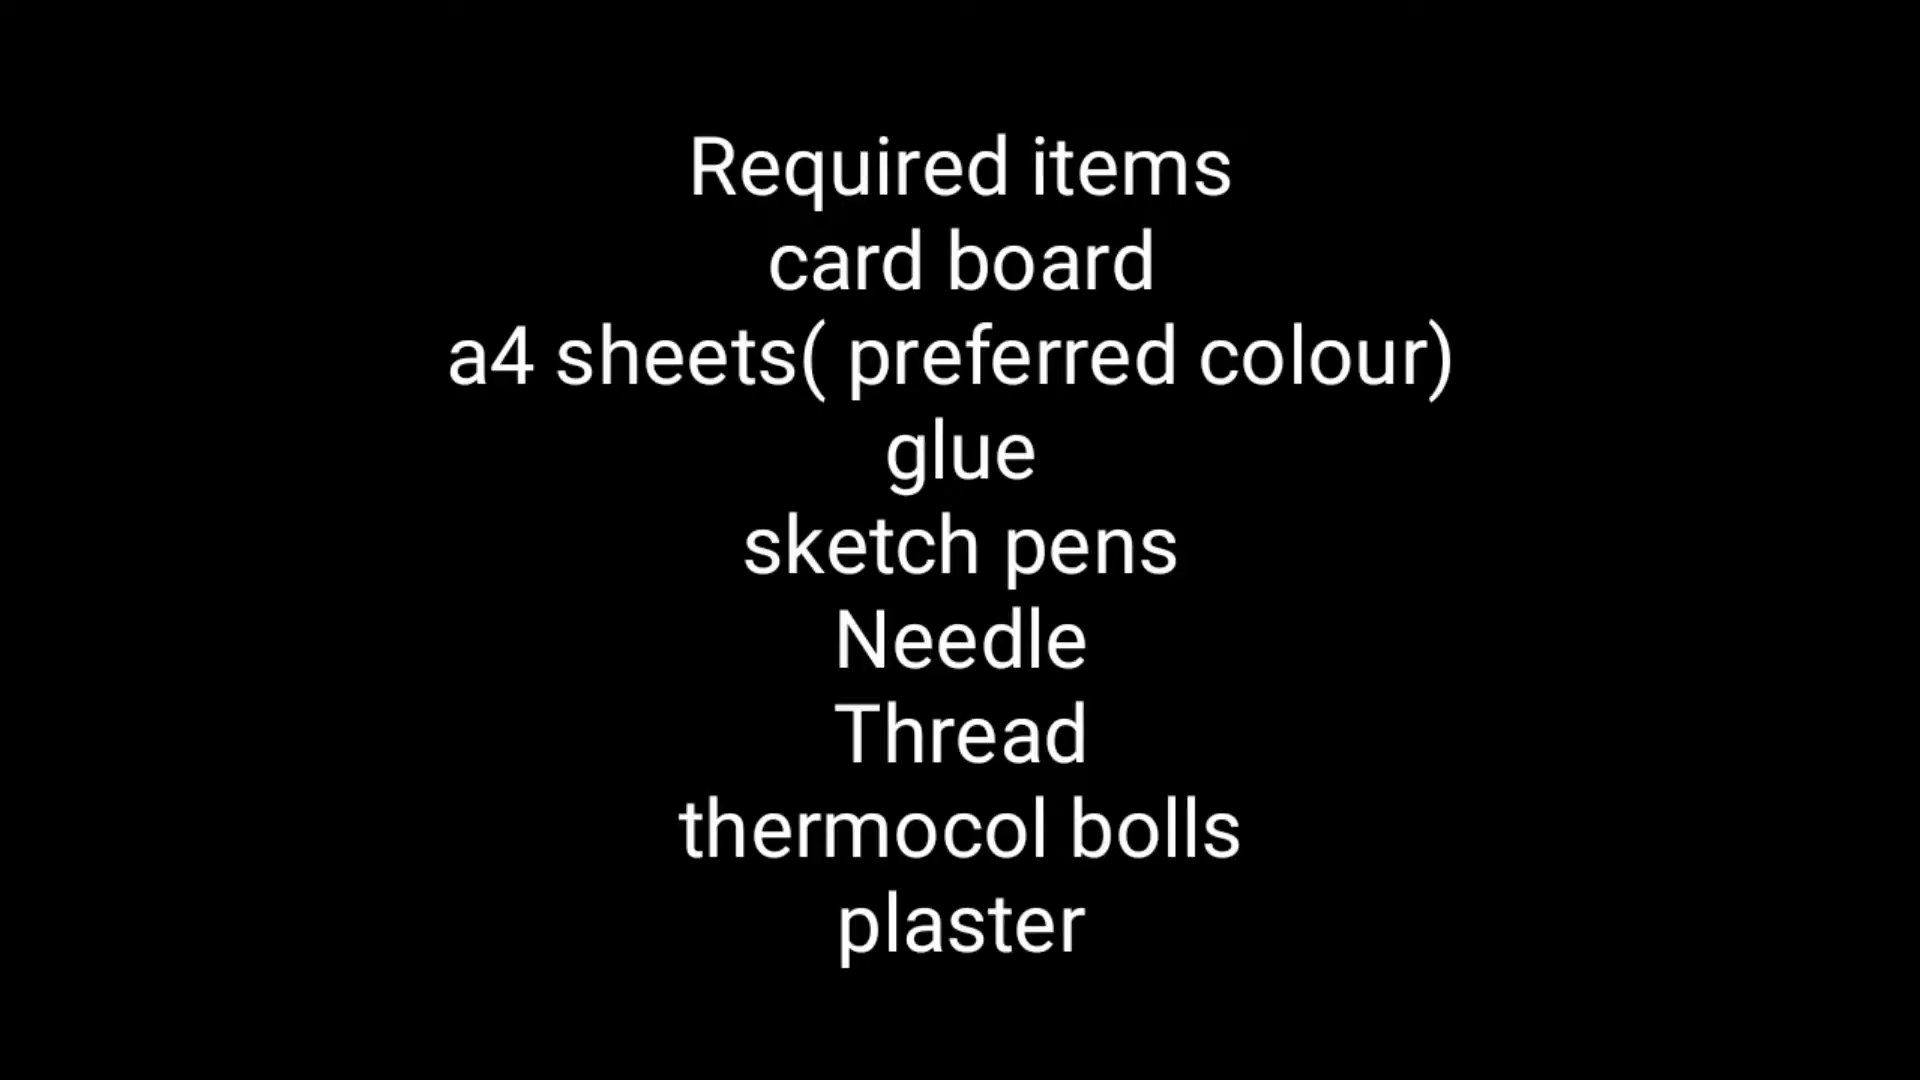 Required items
card board
a4 sheets( preferred colour)
glue
sketch pens
Needle
Thread
thermocol bolls
plaster